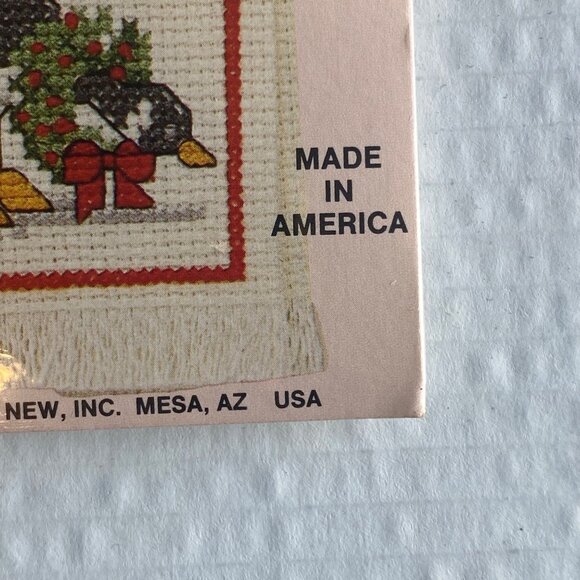 MADE
IN
AMERICA
NEW, INC. MESA, AZ USA